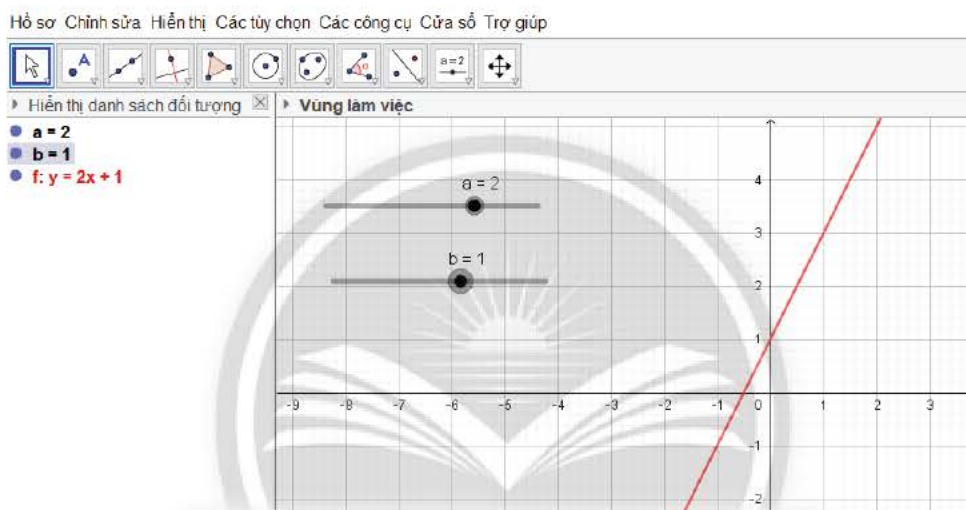 Hồ sơ Chỉnh sửa Hiển thị Các tùy chọn Các công cụ Cửa sổ Trợ giúp
A
α
a = 2
Hiển thị danh sách đối tượng
Vùng làm việc
a = 2
b = 1
f: y = 2x + 1
a = 2
b = 1
4
3
2
1
-9 -8 -7 -6 -5 -4 -3 -2 -1 0 1 2 3
-1
-2